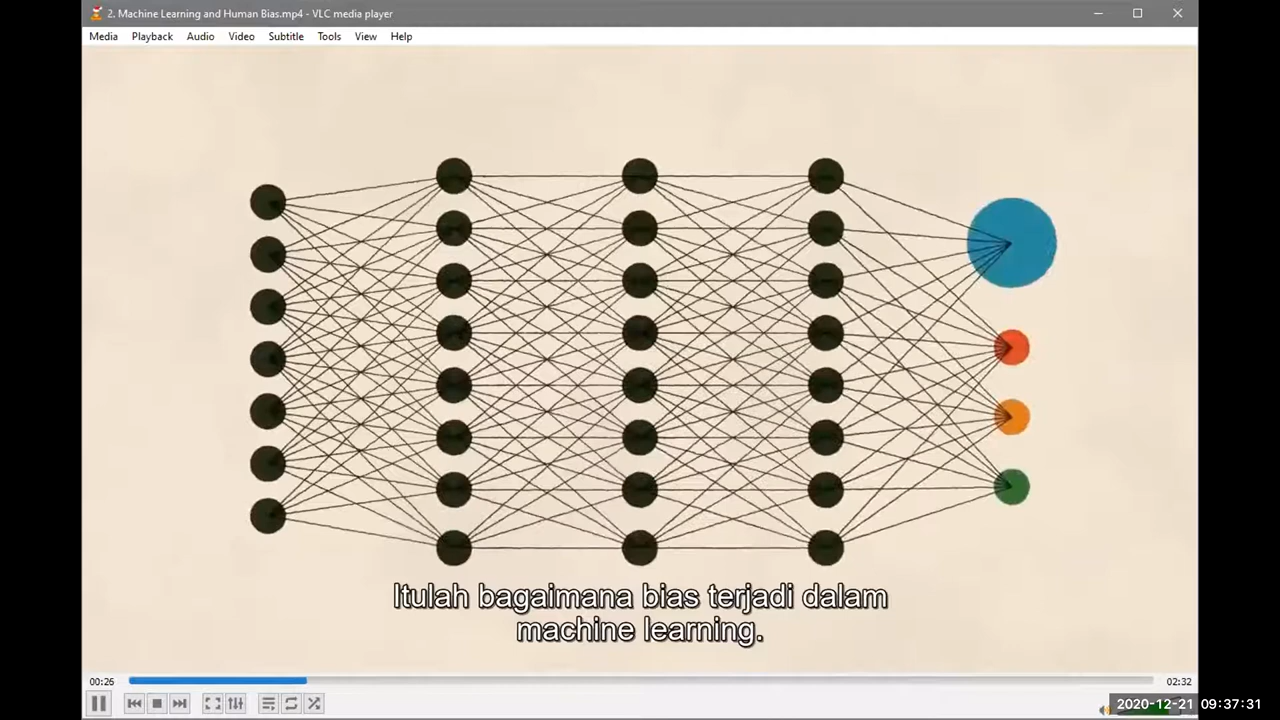 2. Machine Learning and Human Bias.mp4 - VLC media player
Media Playback Audio Video Subtitle Tools View Help
Itulah bagaimana bias terjadi dalam
machine learning.
00:26
02:32
2020-12-21 09:37:31